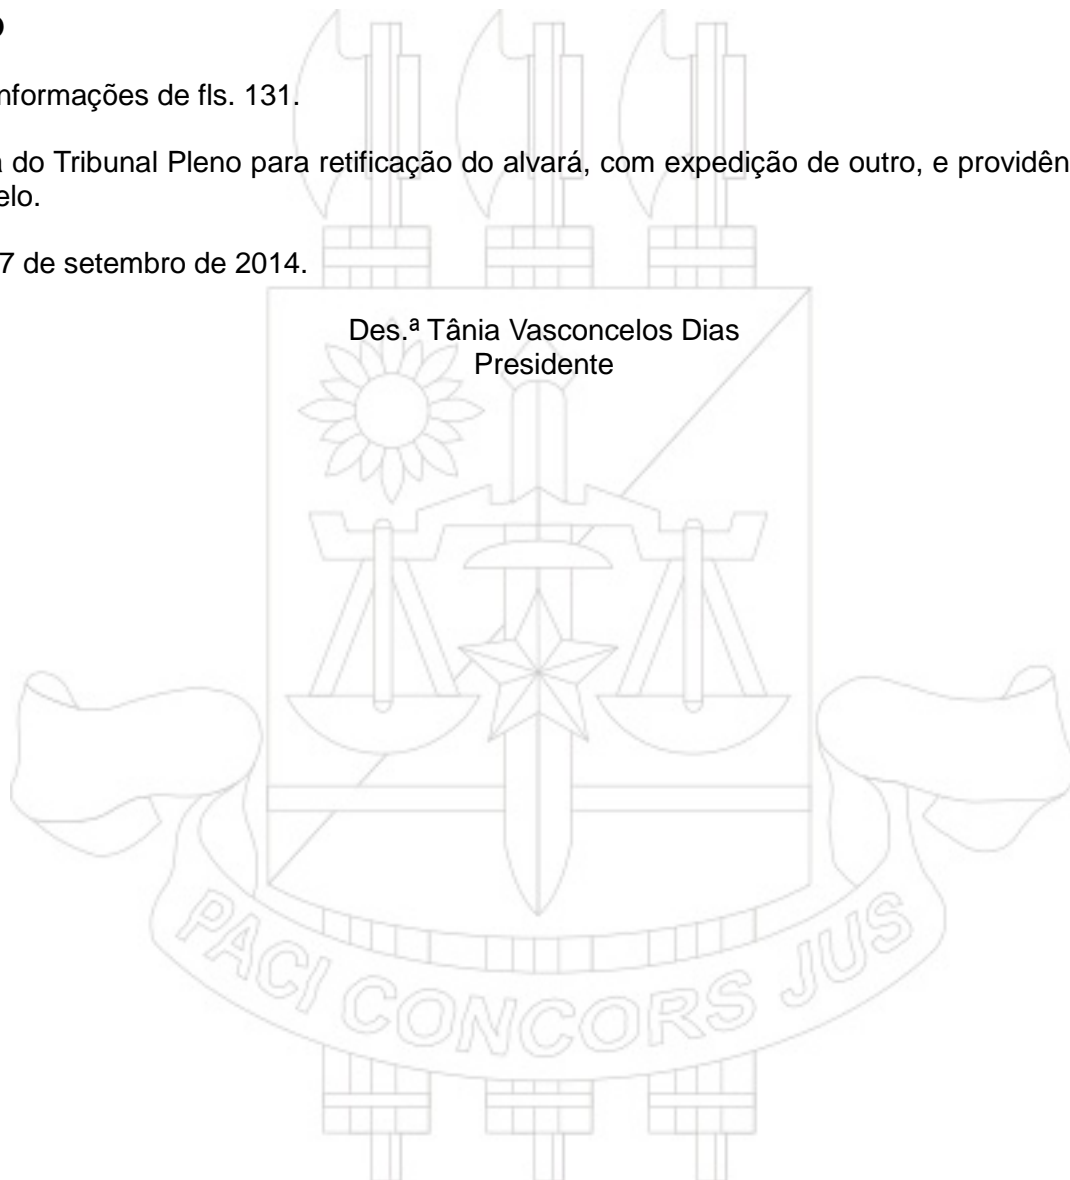 O
nformações de fls. 131.
a do Tribunal Pleno para retificação do alvará, com expedição de outro, e providên
elo.
7 de setembro de 2014.
Des.ª Tânia Vasconcelos Dias
Presidente
PACI CONCORS JUS